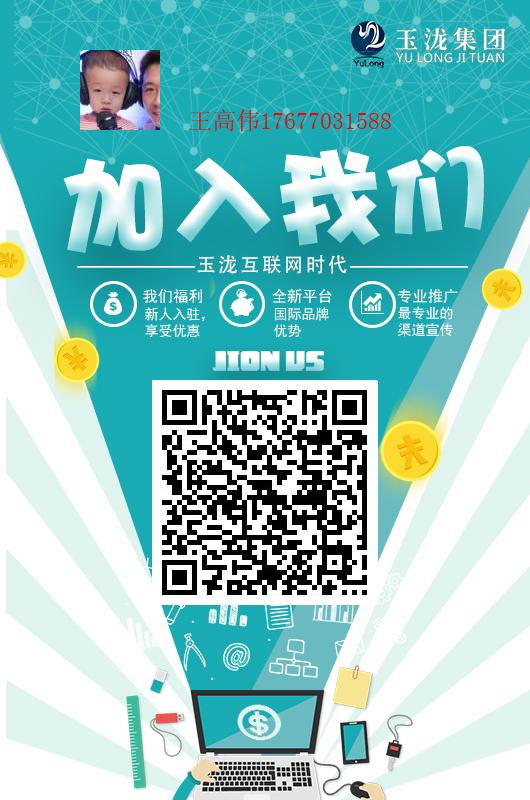 玉泷集团
YU LONG JI TUAN
YuLong
王高伟17677031588
加入我们
玉泷互联网时代
我们福利
新人入驻，
享受优惠
全新平台
国际品牌
优势
专业推广
最专业的
渠道宣传
JION US